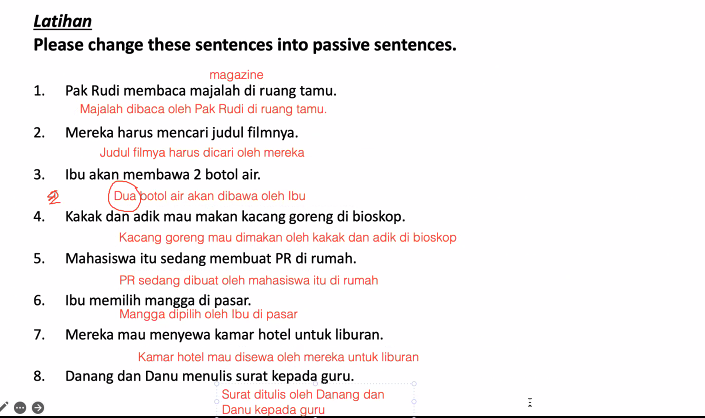 Latihan
Please change these sentences into passive sentences.
magazine
1. Pak Rudi membaca majalah di ruang tamu.
Majalah dibaca oleh Pak Rudi di ruang tamu.
2. Mereka harus mencari judul filmnya.
Judul filmya harus dicari oleh mereka
3. Ibu akan membawa 2 botol air.
2 Dua botol air akan dibawa oleh Ibu
4. Kakak dan adik mau makan kacang goreng di bioskop.
Kacang goreng mau dimakan oleh kakak dan adik di bioskop
5. Mahasiswa itu sedang membuat PR di rumah.
PR sedang dibuat oleh mahasiswa itu di rumah
6. Ibu memilih mangga di pasar.
Mangga dipilih oleh Ibu di pasar
7. Mereka mau menyewa kamar hotel untuk liburan.
Kamar hotel mau disewa oleh mereka untuk liburan
8. Danang dan Danu menulis surat kepada guru.
Surat ditulis oleh Danang dan
Danu kepada guru